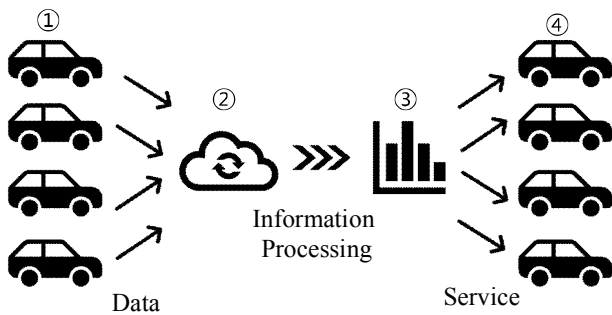 ①
②
③
④
Information
Processing
Data
Service